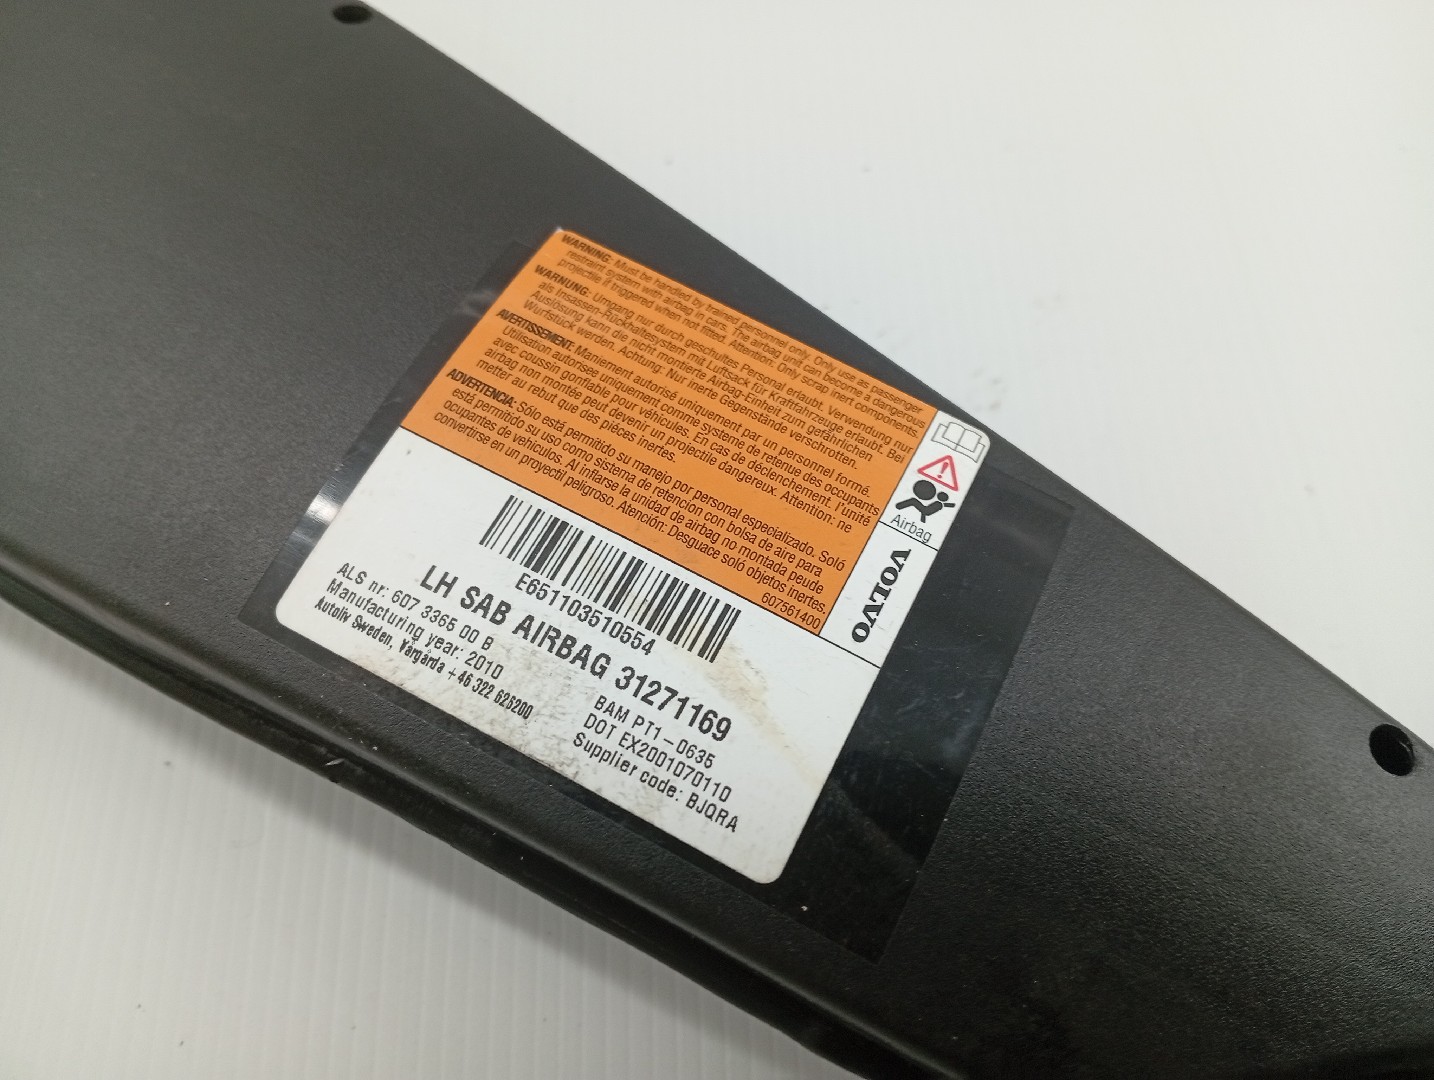 WARNING: Must be handled by trained personnel only. Only use as passenger
restraint system with airbag in cars. The airbag unit can become a dangerous
projectile if triggered when not fitted. Attention: Only scrap inert components.
WARNUNG: Umgang nur durch geschultes Personal erlaubt. Verwendung nur
als Insassen-Rückhaltesystem mit Luftsack für Kraftfahrzeuge erlaubt. Bei
Auslösung kann die nicht montierte Airbag-Einheit zum gefährlichen
Wurfstück werden. Achtung: Nur inerte Gegenstände verschrotten.
AVERTISSEMENT: Maniement autorisé uniquement par un personnel formé.
Utilisation autorisée uniquement comme système de retenue des occupants
avec coussin gonflable pour véhicules. En cas de déclenchement, l'unité
airbag non montée peut devenir un projectile dangereux. Attention: ne
metter au rebut que des pièces inertes.
ADVERTENCIA: Sólo está permitido su manejo por personal especializado. Soló
está permitido su uso como sistema de retención con bolsa de aire para
ocupantes de vehiculos. Al inflarse la unidad de airbag no montada peude
convertirse en un proyectil peligroso. Atención: Desguace soló objetos inertes.
607561400
Airbag
VOLVO
E651103510554
LH SAB AIRBAG 31271169
ALS nr: 607 3365 00 B
Manufacturing year: 2010
Autoliv Sweden, Vårgårda +46 322 626200
BAM PT1-0635
DOT EX2001070110
Supplier code: BJQRA